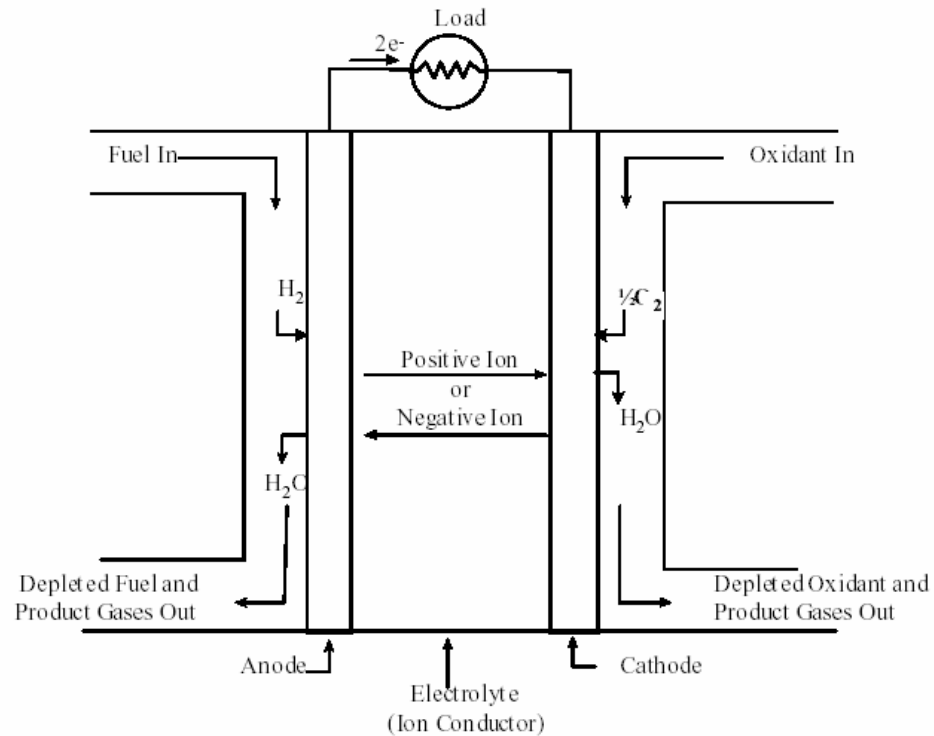 Load
2e-
Fuel In
Oxidant In
H2
½C2
Positive Ion
or
Negative Ion
H2O
H2O
Depleted Fuel and
Product Gases Out
Depleted Oxidant and
Product Gases Out
Anode
Cathode
Electrolyte
(Ion Conductor)